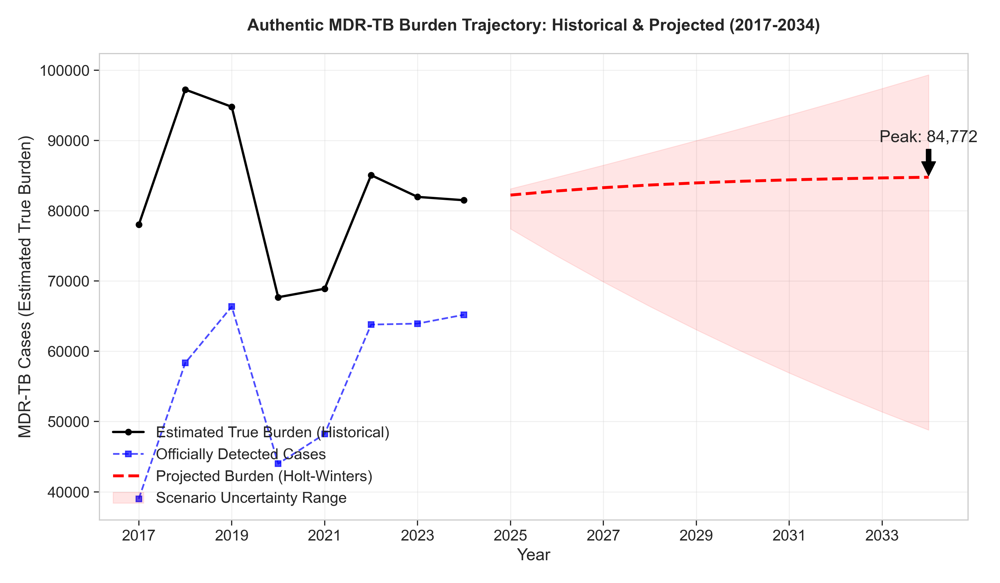 Authentic MDR-TB Burden Trajectory: Historical & Projected (2017-2034)
MDR-TB Cases (Estimated True Burden)
100000
90000
80000
70000
60000
50000
40000
Peak: 84,772
Estimated True Burden (Historical)
Officially Detected Cases
Projected Burden (Holt-Winters)
Scenario Uncertainty Range
2017 2019 2021 2023 2025 2027 2029 2031 2033
Year